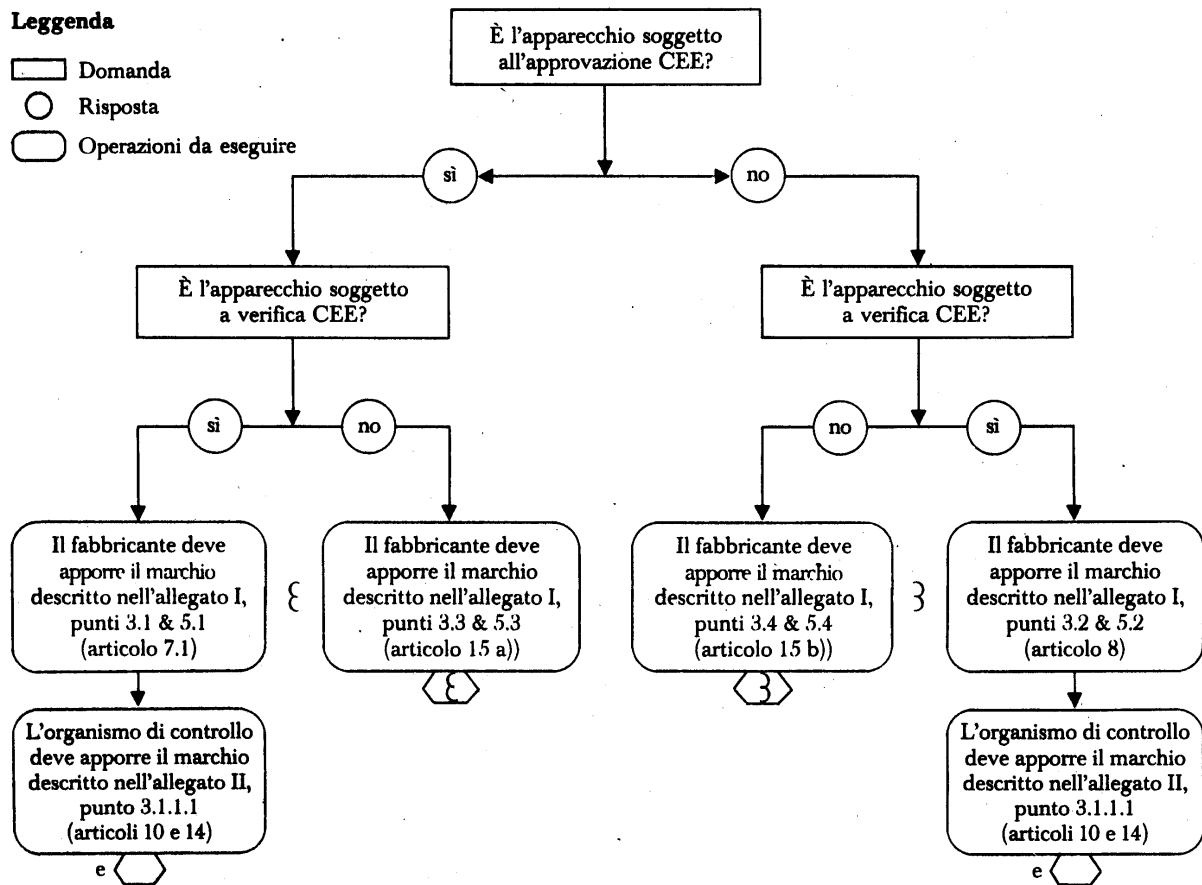 Leggenda
Domanda
Risposta
Operazioni da eseguire
È l'apparecchio soggetto
all'approvazione CEE?
sì
no
È l'apparecchio soggetto
a verifica CEE?
È l'apparecchio soggetto
a verifica CEE?
sì
no
no
sì
Il fabbricante deve
apporre il marchio
descritto nell'allegato I,
punti 3.1 & 5.1
(articolo 7.1)
Il fabbricante deve
apporre il marchio
descritto nell'allegato I,
punti 3.3 & 5.3
(articolo 15 a))
Il fabbricante deve
apporre il marchio
descritto nell'allegato I,
punti 3.4 & 5.4
(articolo 15 b))
Il fabbricante deve
apporre il marchio
descritto nell'allegato I,
punti 3.2 & 5.2
(articolo 8)
L'organismo di controllo
deve apporre il marchio
descritto nell'allegato II,
punto 3.1.1.1
(articoli 10 e 14)
e
L'organismo di controllo
deve apporre il marchio
descritto nell'allegato II,
punto 3.1.1.1
(articoli 10 e 14)
e